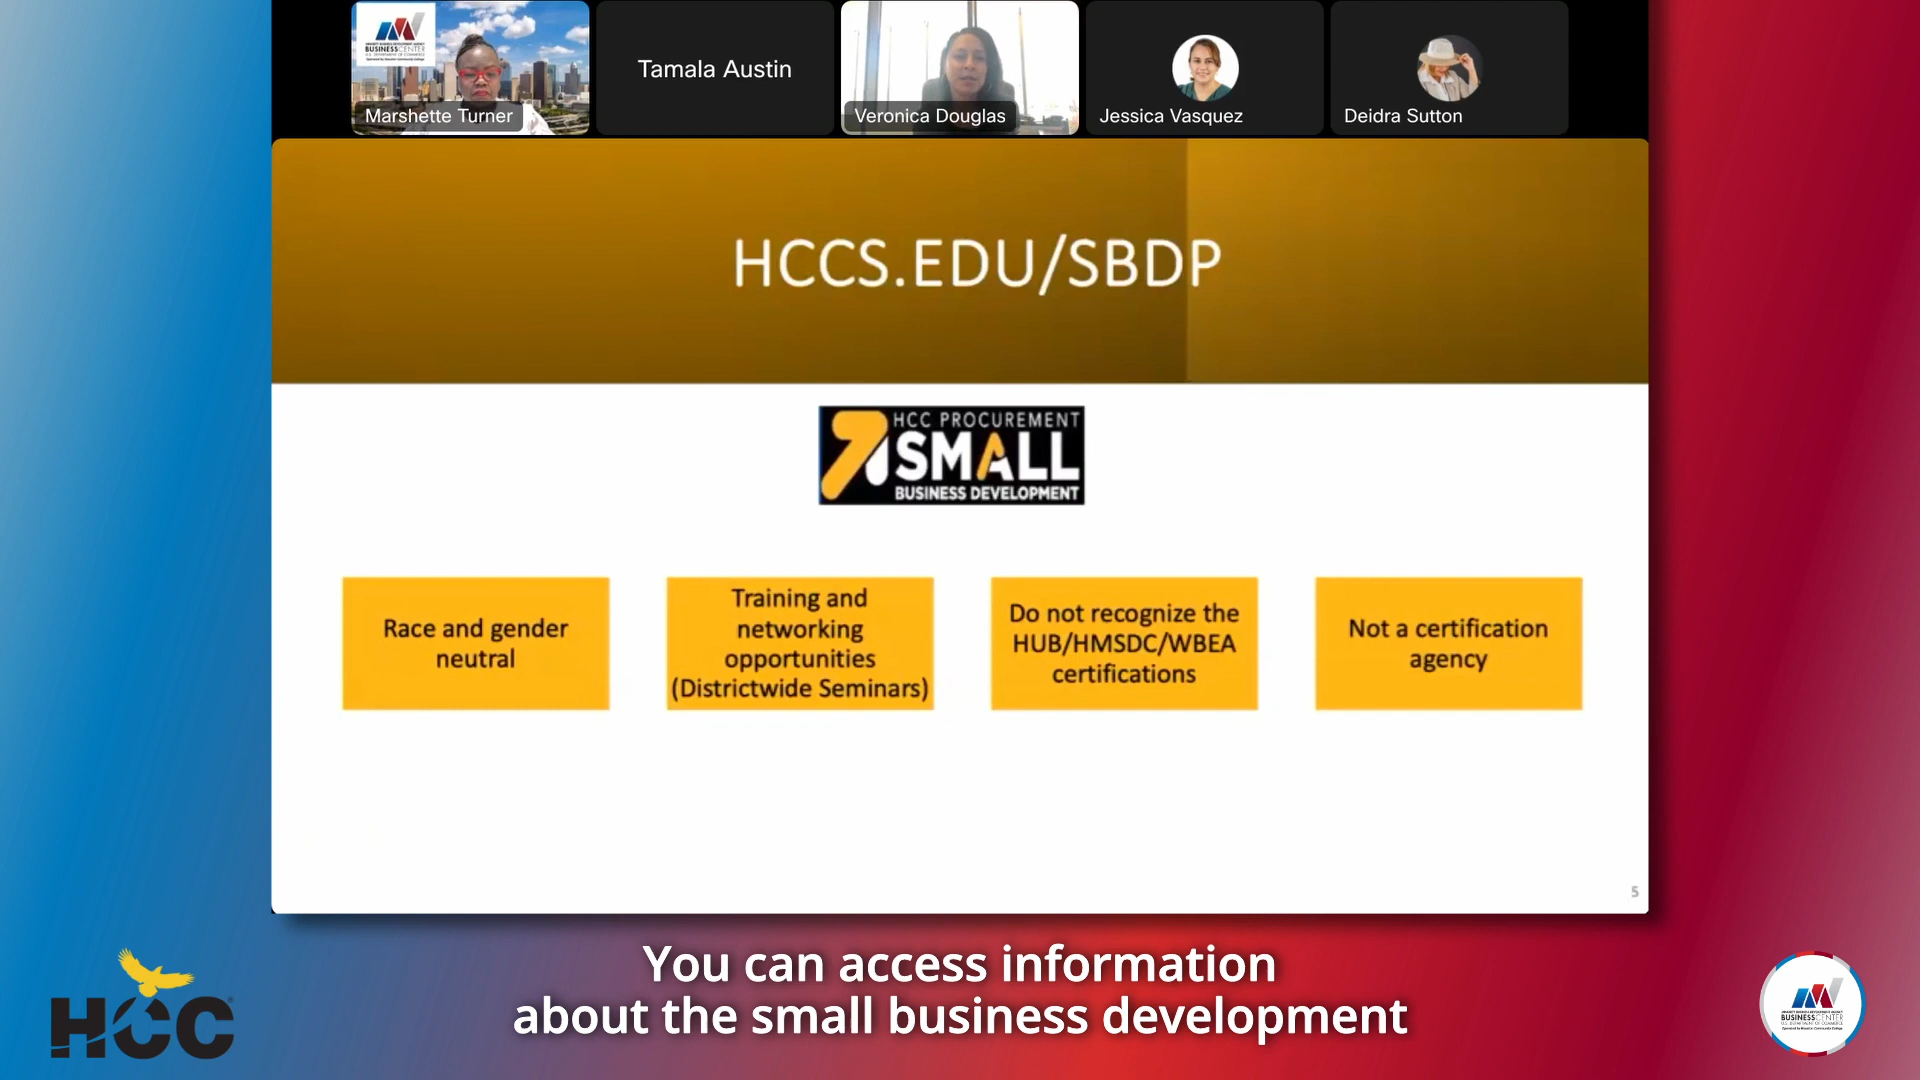 BUSINESSCENTER
Marshette Turner
Tamala Austin
Veronica Douglas
Jessica Vasquez
Deidra Sutton
HCCS.EDU/SBDP
HCC PROCUREMENT
SMALL
BUSINESS DEVELOPMENT
Race and gender
neutral
Training and
networking
opportunities
(Districtwide Seminars)
Do not recognize the
HUB/HMSDC/WBEA
certifications
Not a certification
agency
5
You can access information
about the small business development
HCC
BUSINESSCENTER